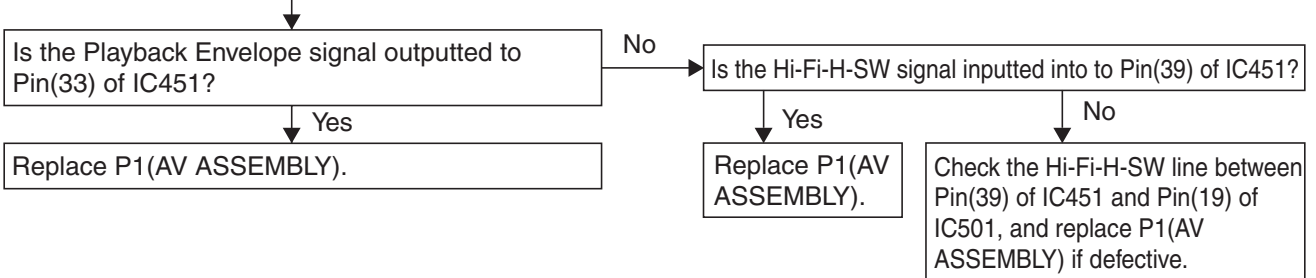 Is the Playback Envelope signal outputted to
Pin(33) of IC451?
No
Is the Hi-Fi-H-SW signal inputted into to Pin(39) of IC451?
Yes
Replace P1(AV ASSEMBLY).
Yes
Replace P1(AV
ASSEMBLY).
No
Check the Hi-Fi-H-SW line between
Pin(39) of IC451 and Pin(19) of
IC501, and replace P1(AV
ASSEMBLY) if defective.